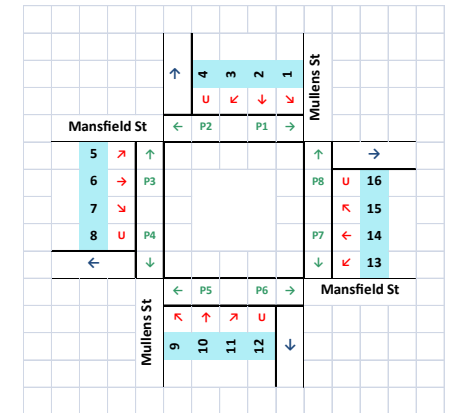 4 3 2 1
Mullens St
U
Mansfield St
P2 P1
5
6 P3 P8 U 16
7 15
8 U P4 P7 14
13
P5 P6
Mansfield St
Mullens St
U
9 10 11 12